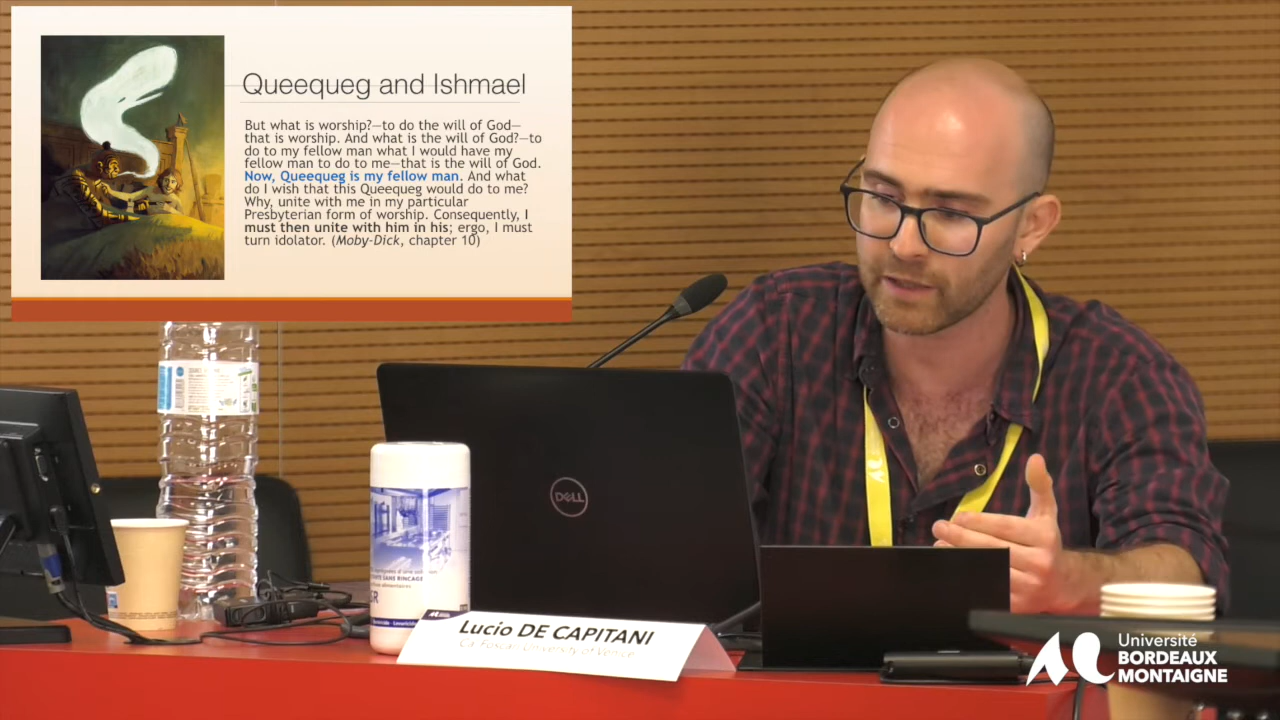 Queequeg and Ishmael
But what is worship?—to do the will of God—
that is worship. And what is the will of God?—to
do to my fellow man what I would have my
fellow man to do to me—that is the will of God.
Now, Queequeg is my fellow man. And what
do I wish that this Queequeg would do to me?
Why, unite with me in my particular
Presbyterian form of worship. Consequently, I
must then unite with him in his; ergo, I must
turn idolator. (Moby-Dick, chapter 10)
DELL
SANS RINCAGE
Lucio DE CAPITANI
Ca' Foscari University of Venice
Université
BORDEAUX
MONTAIGNE